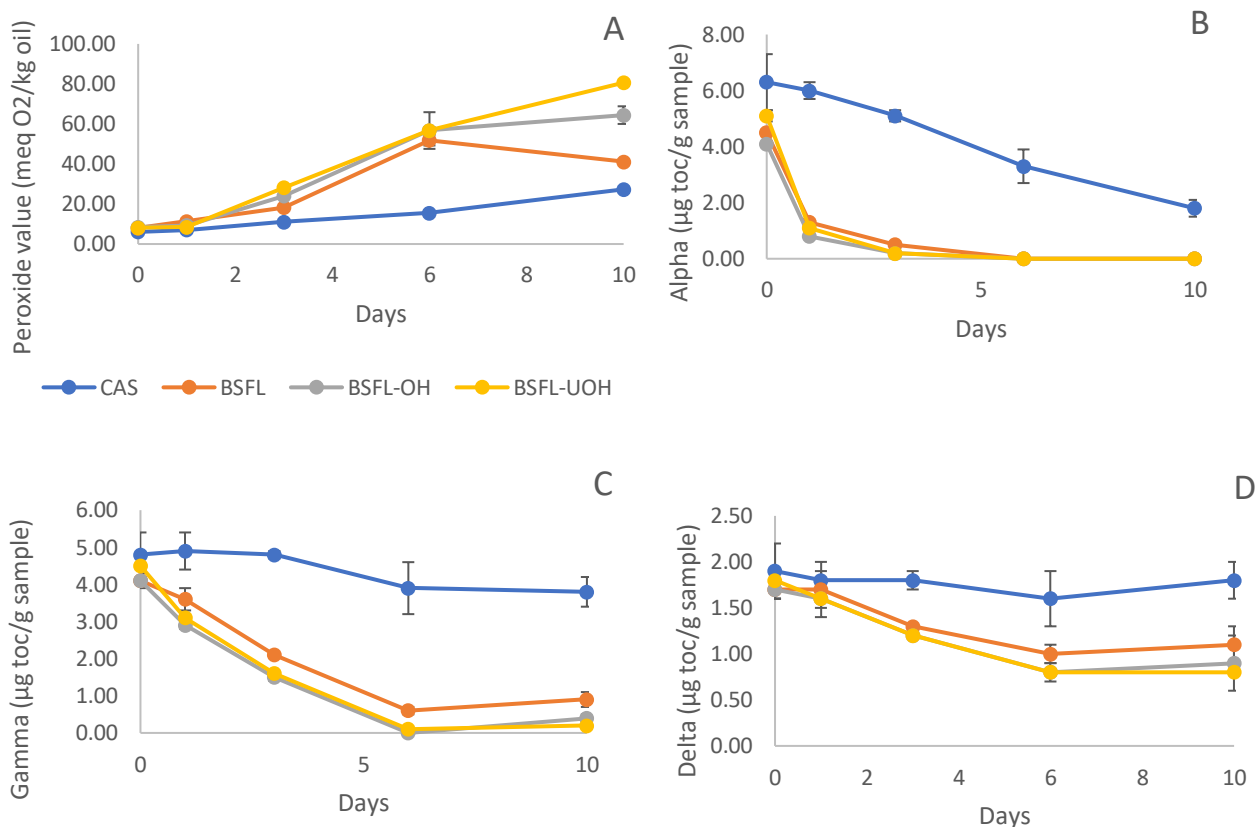 A
Peroxide value (meq O2/kg oil)
100.00
80.00
60.00
40.00
20.00
0.00
0 2 4 6 8 10
Days
B
Alpha (µg toc/g sample)
8.00
6.00
4.00
2.00
0.00
0 5 10
Days
CAS BSFL BSFL-OH BSFL-UOH
C
Gamma (µg toc/g sample)
6.00
5.00
4.00
3.00
2.00
1.00
0.00
0 5 10
Days
D
Delta (µg toc/g sample)
2.50
2.00
1.50
1.00
0.50
0.00
0 2 4 6 8 10
Days